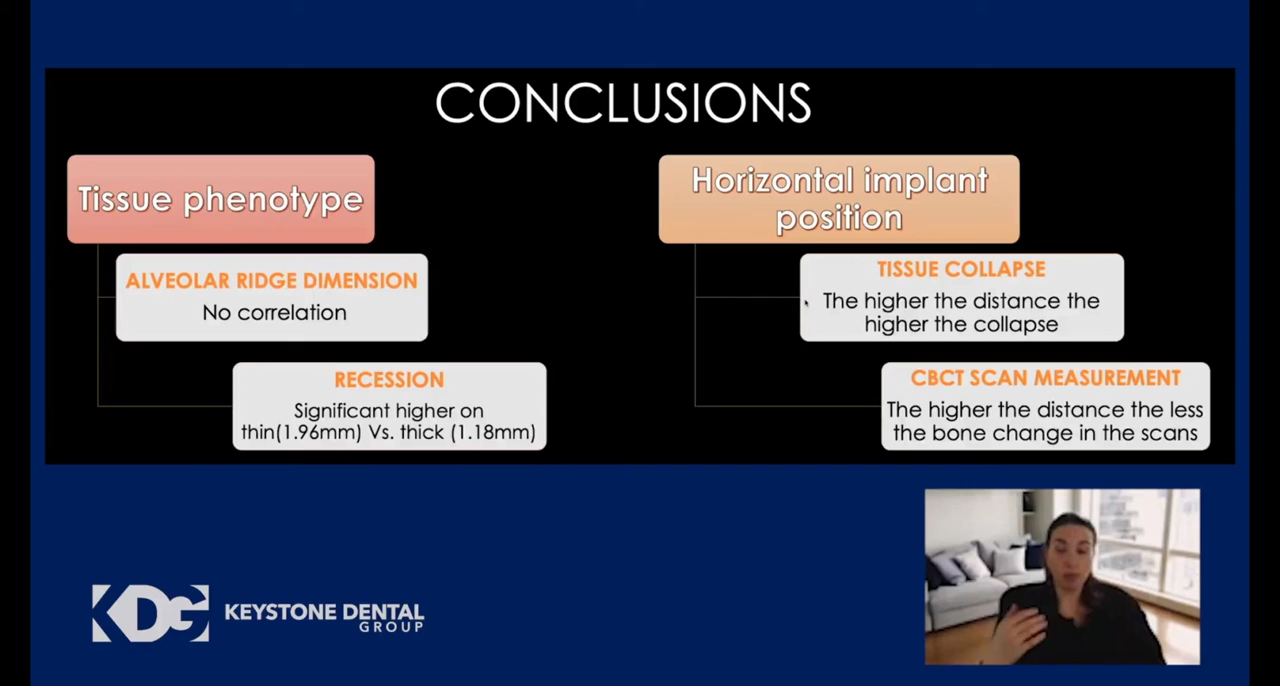 CONCLUSIONS
Tissue phenotype
ALVEOLAR RIDGE DIMENSION
No correlation
RECESSION
Significant higher on
thin(1.96mm) Vs. thick (1.18mm)
Horizontal implant
position
TISSUE COLLAPSE
The higher the distance the
higher the collapse
CBCT SCAN MEASUREMENT
The higher the distance the less
the bone change in the scans
KDG KEYSTONE DENTAL
GROUP